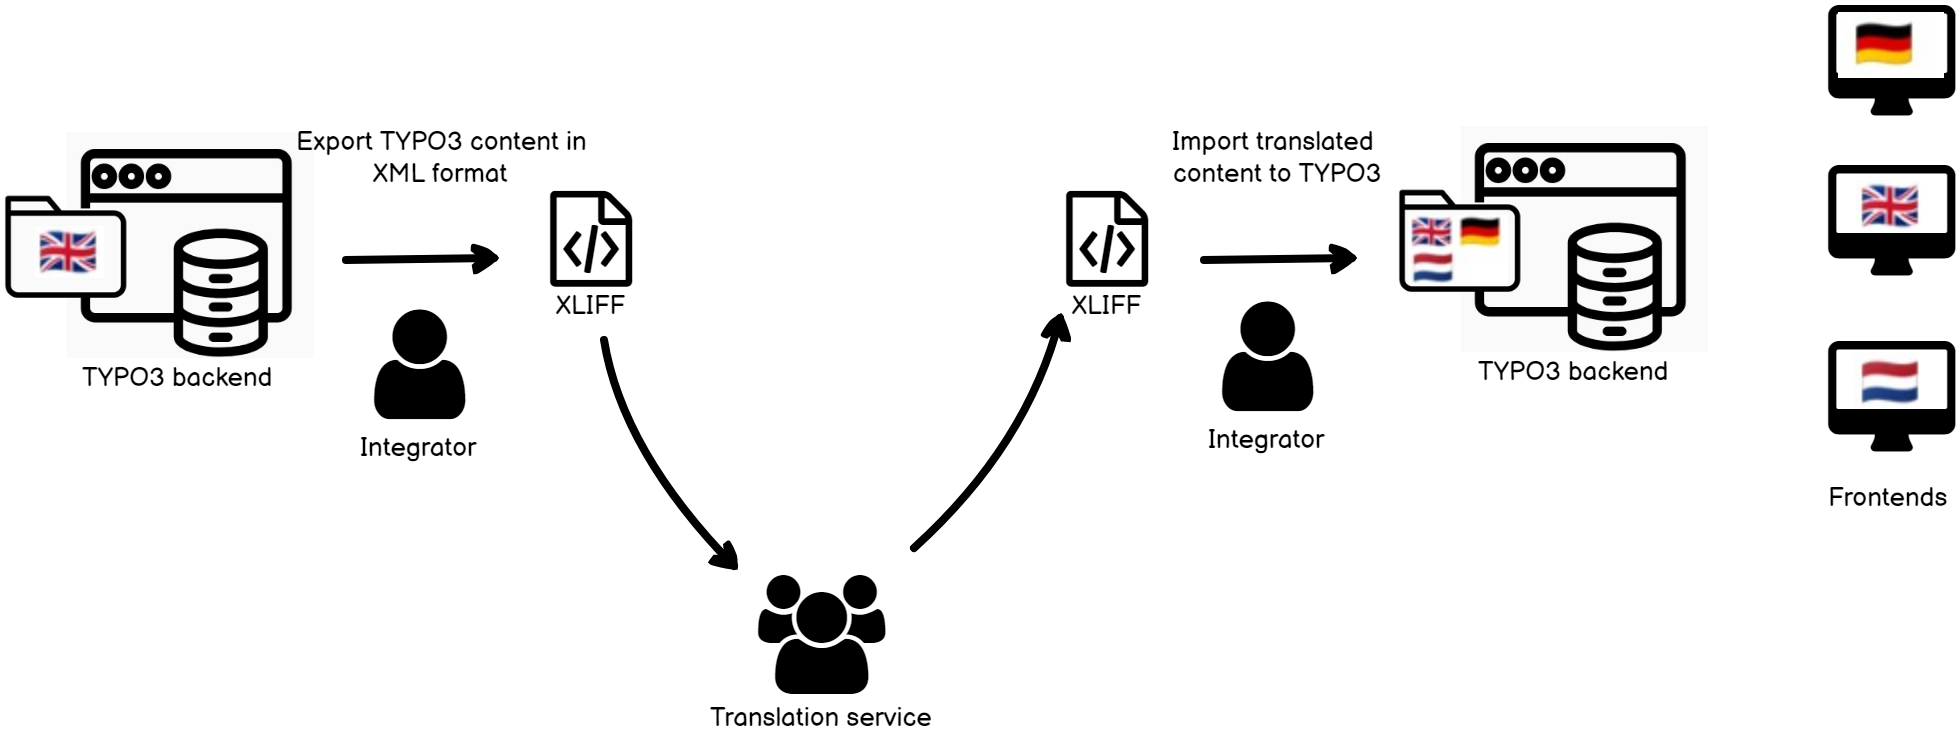 Export TYPO3 content in
XML format
XLIFF
TYPO3 backend
Integrator
Translation service
Import translated
content to TYPO3
XLIFF
Integrator
TYPO3 backend
Frontends